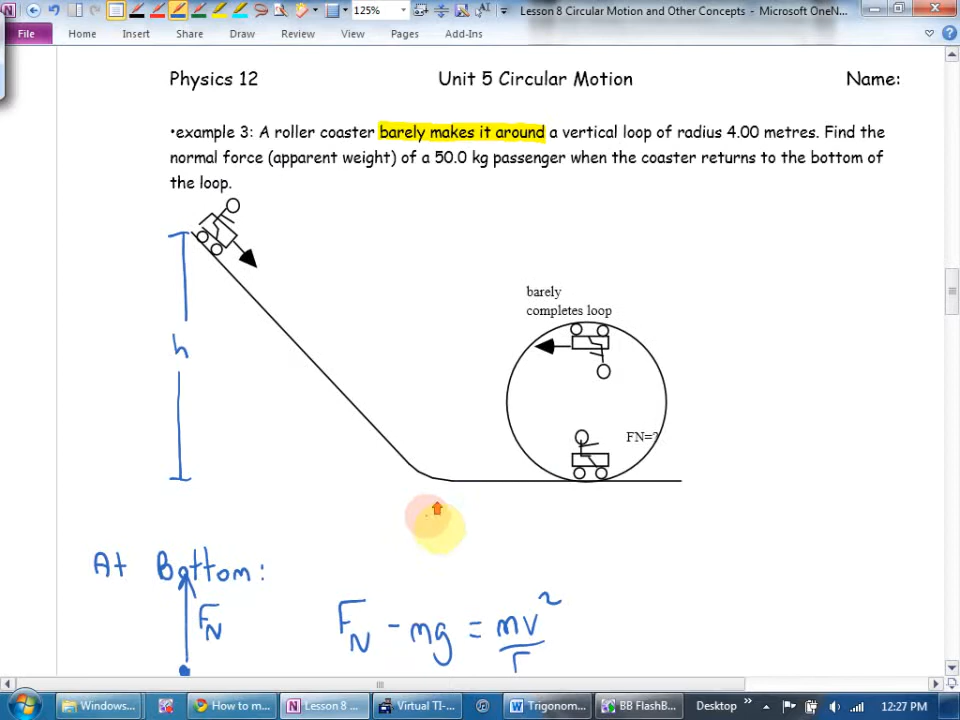 125%
Lesson 8 Circular Motion and Other Concepts - Microsoft OneN...
File Home Insert Share Draw Review View Pages Add-Ins
Physics 12 Unit 5 Circular Motion Name:
•example 3: A roller coaster barely makes it around a vertical loop of radius 4.00 metres. Find the
normal force (apparent weight) of a 50.0 kg passenger when the coaster returns to the bottom of
the loop.
barely
completes loop
h
FN=?
At Bottom:
F_N
F_N - mg = mv²/r
Windows... How to m... Lesson 8 ... Virtual TI-... Trigonom... BB FlashB... Desktop 12:27 PM